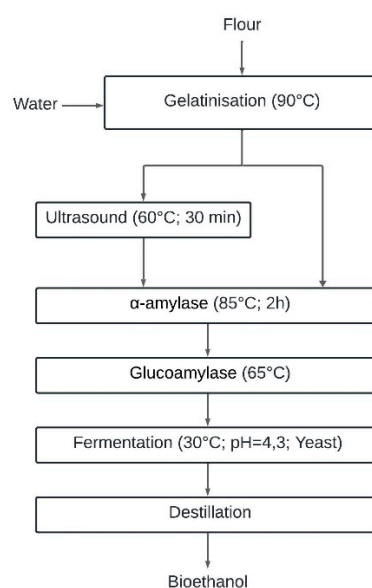 Flour
Water
Gelatinisation (90°C)
Ultrasound (60°C; 30 min)
α-amylase (85°C; 2h)
Glucoamylase (65°C)
Fermentation (30°C; pH=4,3; Yeast)
Destillation
Bioethanol